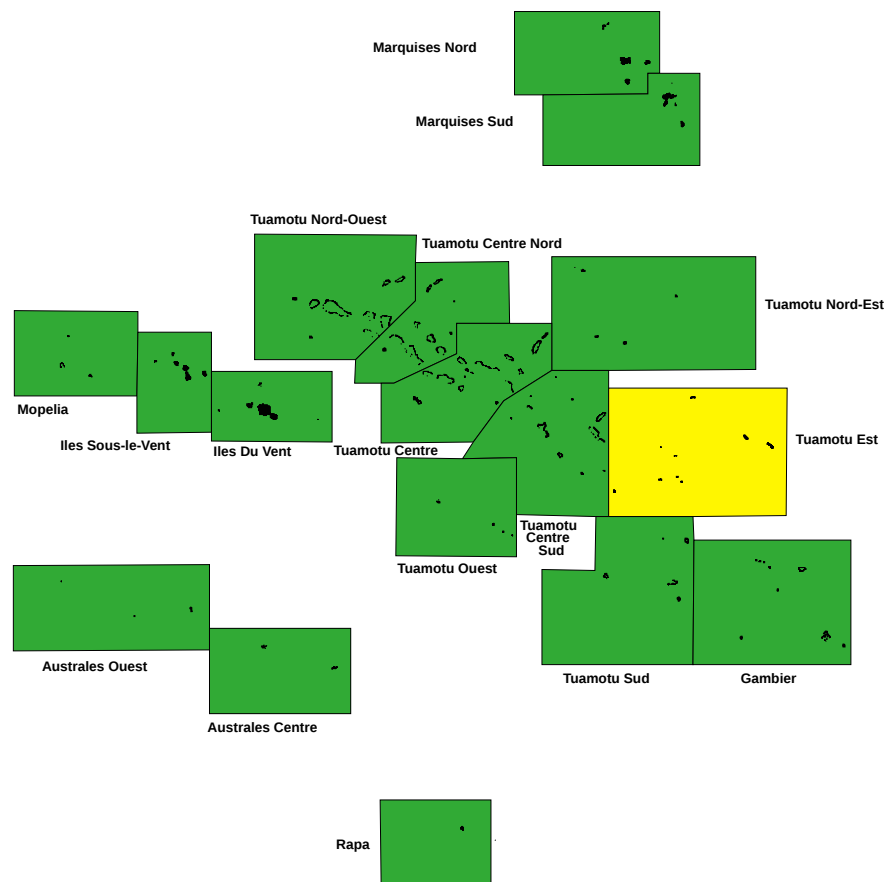 Marquises Nord
Marquises Sud
Tuamotu Nord-Ouest
Tuamotu Centre Nord
Tuamotu Nord-Est
Mopelia
Iles Sous-le-Vent
Iles Du Vent
Tuamotu Centre
Tuamotu Est
Tuamotu
Centre
Sud
Tuamotu Ouest
Australes Ouest
Tuamotu Sud
Gambier
Australes Centre
Rapa